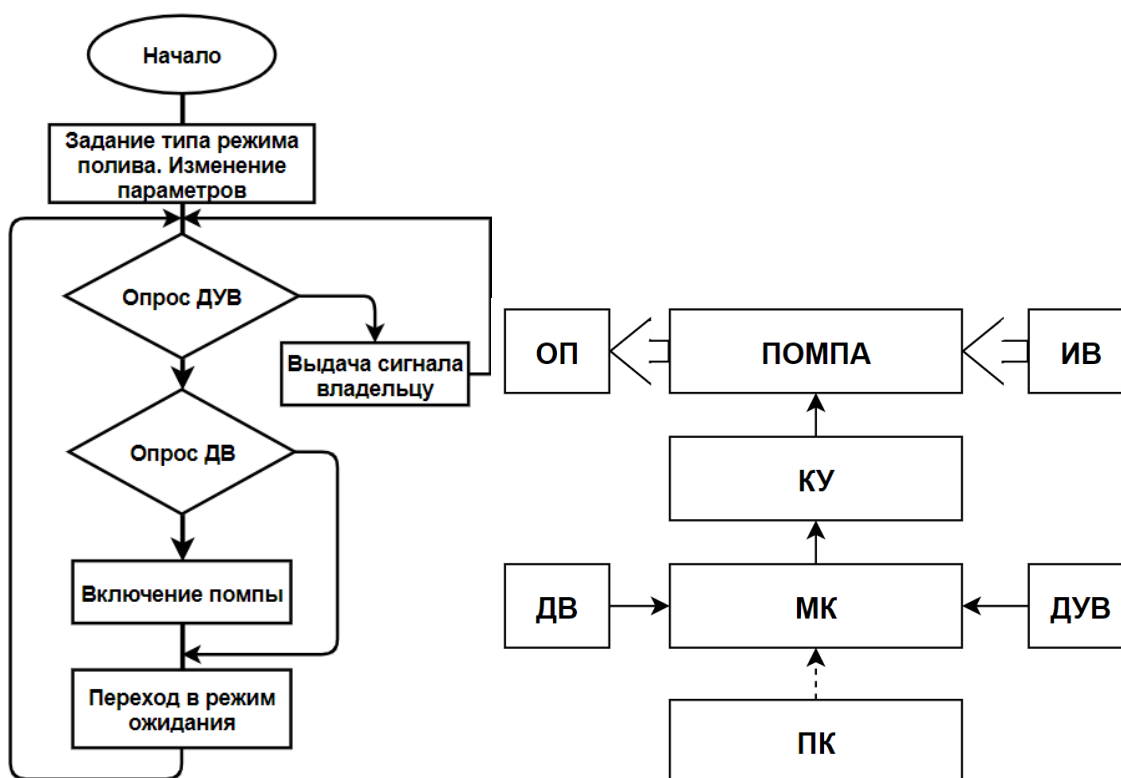 Начало
Задание типа режима
полива. Изменение
параметров
Опрос ДУВ
Выдача сигнала
владельцу
Опрос ДВ
Включение помпы
Переход в режим
ожидания
ОП
ПОМПА
ИВ
КУ
ДВ
МК
ДУВ
ПК